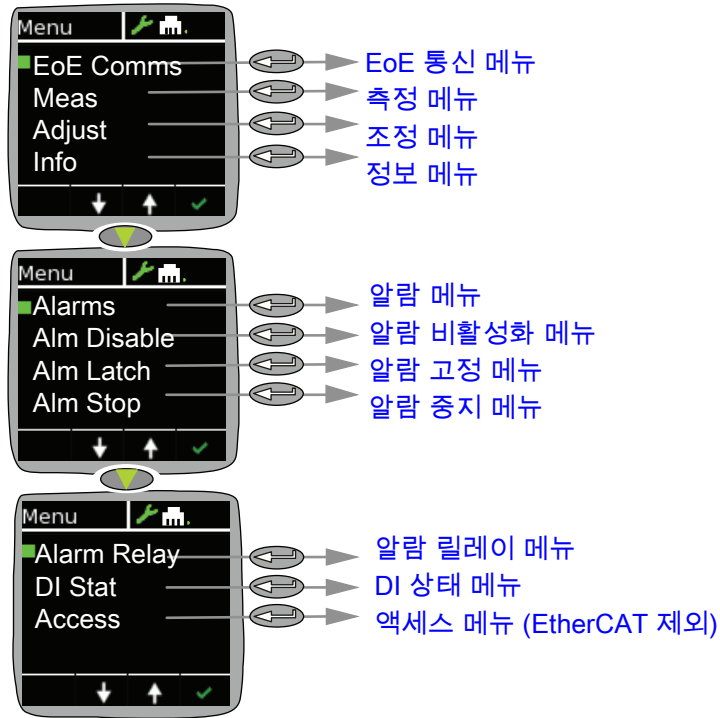 Menu
EoE Comms
Meas
Adjust
Info
EoE 통신 메뉴
측정 메뉴
조정 메뉴
정보 메뉴
Menu
Alarms
Alm Disable
Alm Latch
Alm Stop
알람 메뉴
알람 비활성화 메뉴
알람 고정 메뉴
알람 중지 메뉴
Menu
Alarm Relay
DI Stat
Access
알람 릴레이 메뉴
DI 상태 메뉴
액세스 메뉴 (EtherCAT 제외)